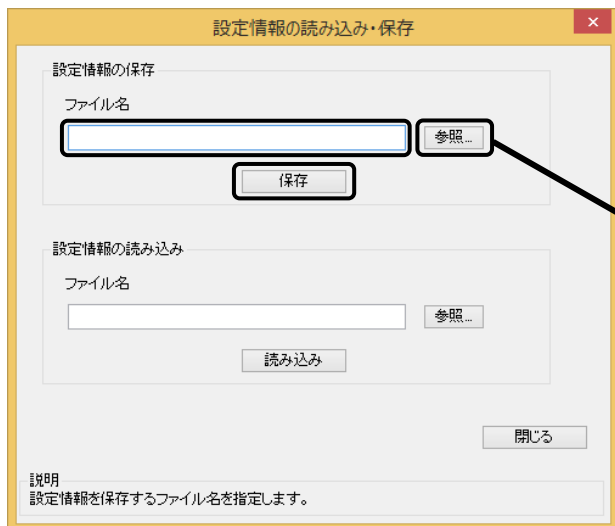 設定情報の読み込み・保存
×
設定情報の保存
ファイル名
参照...
保存
設定情報の読み込み
ファイル名
参照...
読み込み
閉じる
説明
設定情報を保存するファイル名を指定します。